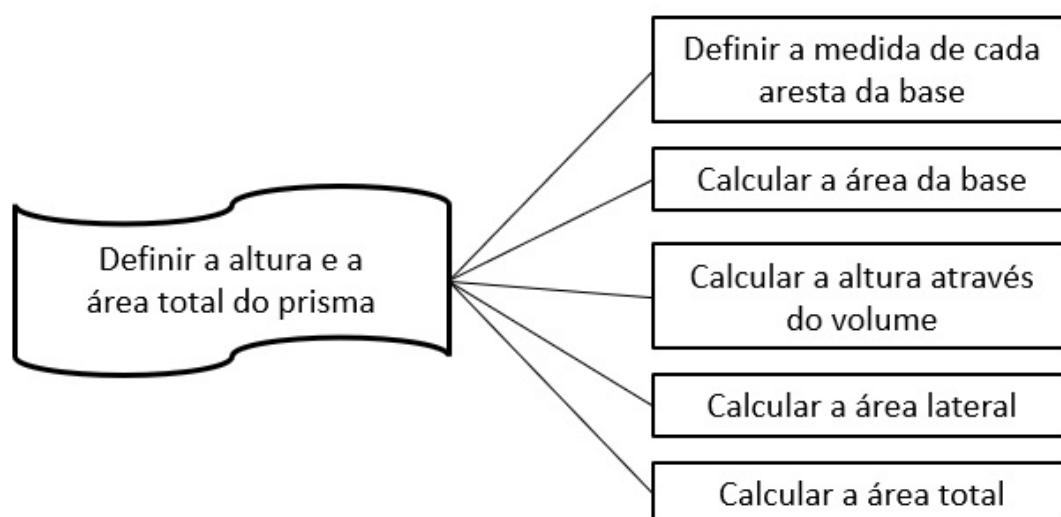 Definir a altura e a
área total do prisma
Definir a medida de cada
aresta da base
Calcular a área da base
Calcular a altura através
do volume
Calcular a área lateral
Calcular a área total